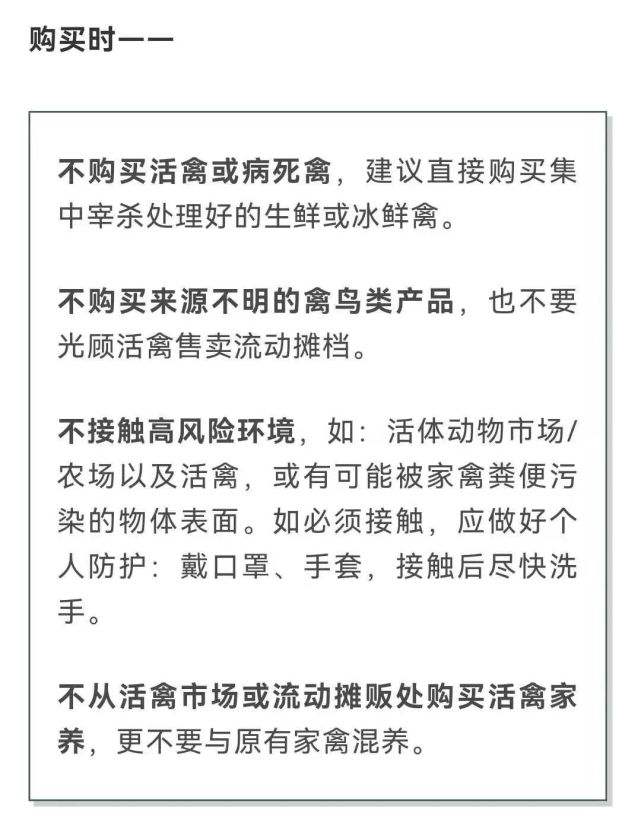 购买时——
不购买活禽或病死禽，建议直接购买集
中宰杀处理好的生鲜或冰鲜禽。
不购买来源不明的禽鸟类产品，也不要
光顾活禽售卖流动摊档。
不接触高风险环境，如：活体动物市场/
农场以及活禽，或有可能被家禽粪便污
染的物体表面。如必须接触，应做好个
人防护：戴口罩、手套，接触后尽快洗
手。
不从活禽市场或流动摊贩处购买活禽家
养，更不要与原有家禽混养。